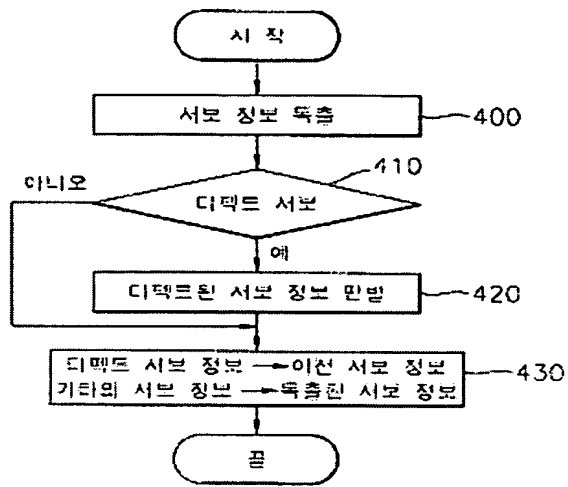 시 작
서보 정보 독출
400
410
디펙트 서보
아니오
예
디펙트된 서보 정보 판별
420
디펙트 서보 정보 → 이전 서보 정보
기타의 서보 정보 → 독출된 서보 정보
430
끝